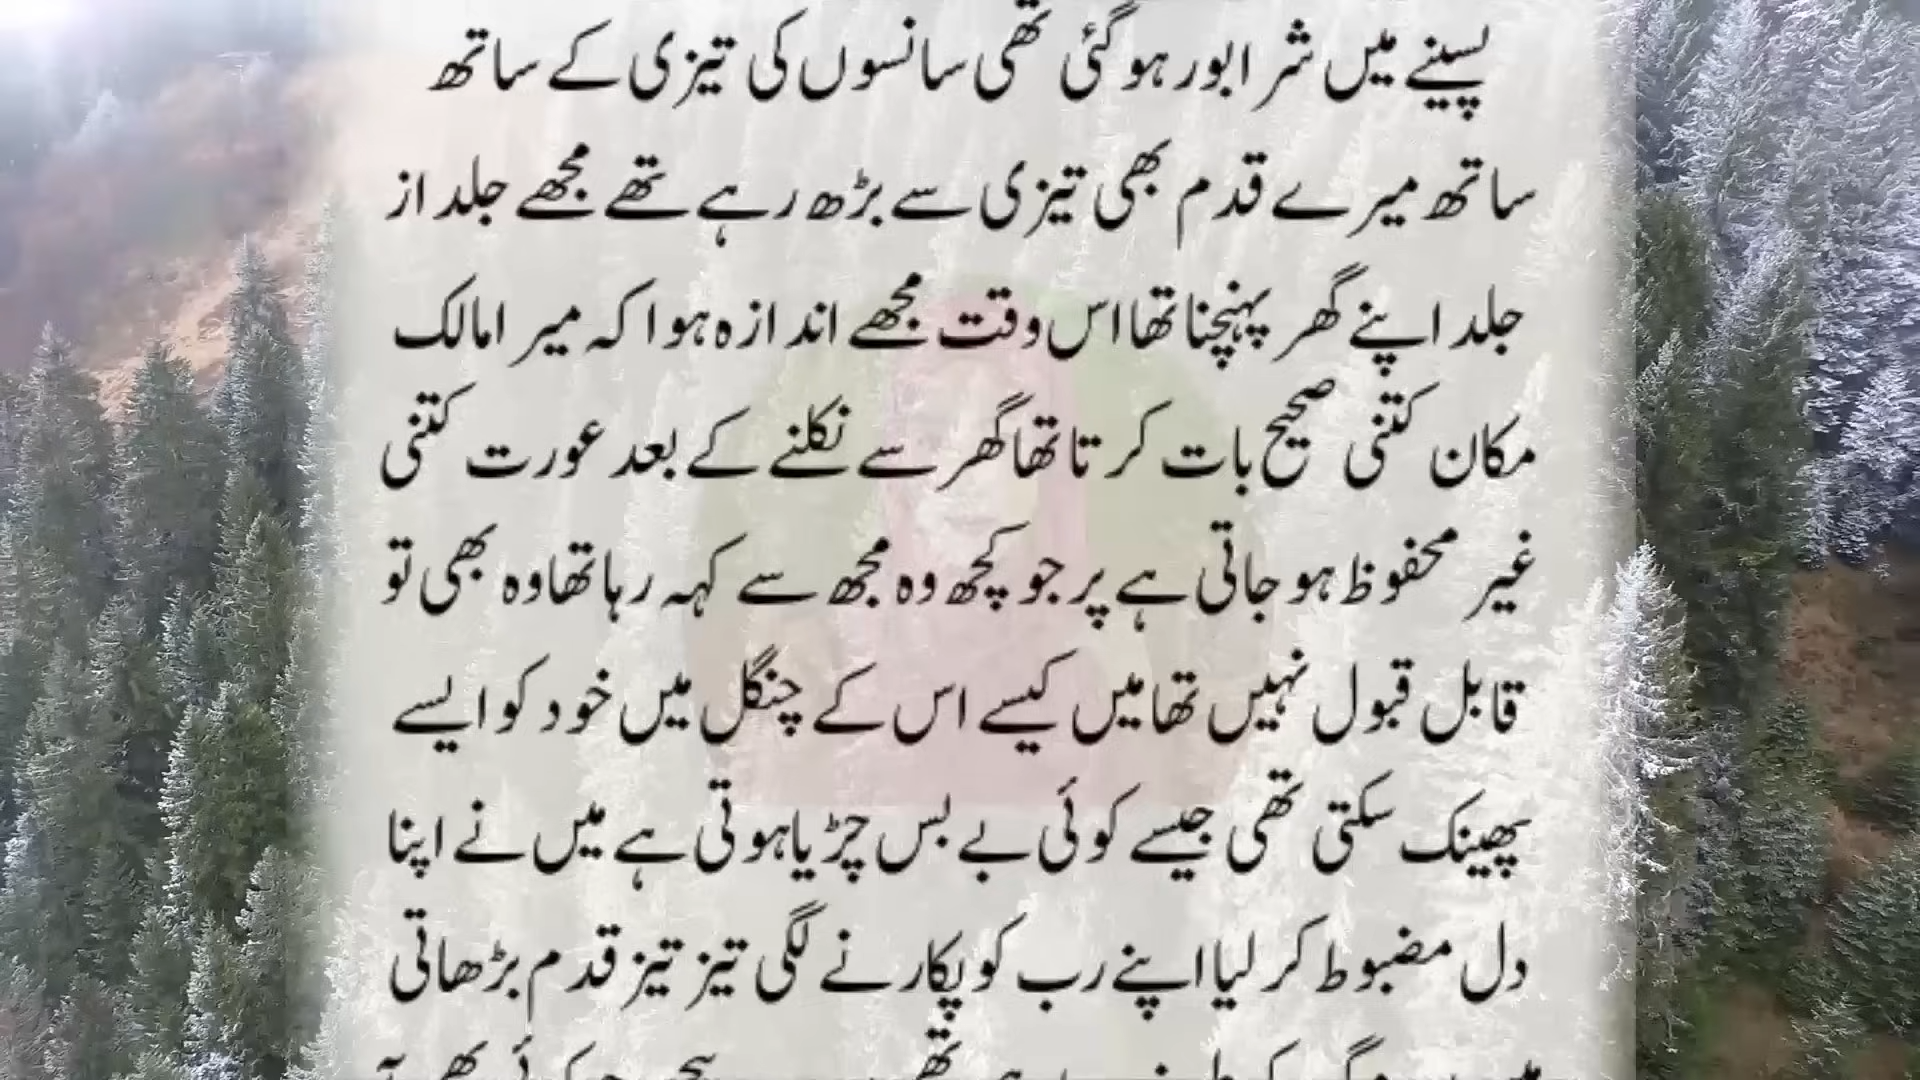 پسینے میں شرابور ہوگئی تھی سانسوں کی تیزی کے ساتھ
ساتھ میرے قدم بھی تیزی سے بڑھ رہے تھے مجھے جلد از
جلد اپنے گھر پہنچنا تھا اس وقت مجھے اندازہ ہوا کہ میرا مالک
مکان کتنی صحیح بات کرتا تھا گھر سے نکلنے کے بعد عورت کتنی
غیر محفوظ ہو جاتی ہے پر جو کچھ وہ مجھ سے کہہ رہا تھا وہ بھی تو
قابل قبول نہیں تھا میں کیسے اس کے چنگل میں خود کو ایسے
پھینک سکتی تھی جیسے کوئی بے بس چڑیا ہوتی ہے میں نے اپنا
دل مضبوط کر لیا اپنے رب کو پکارنے لگی تیز تیز قدم بڑھاتی